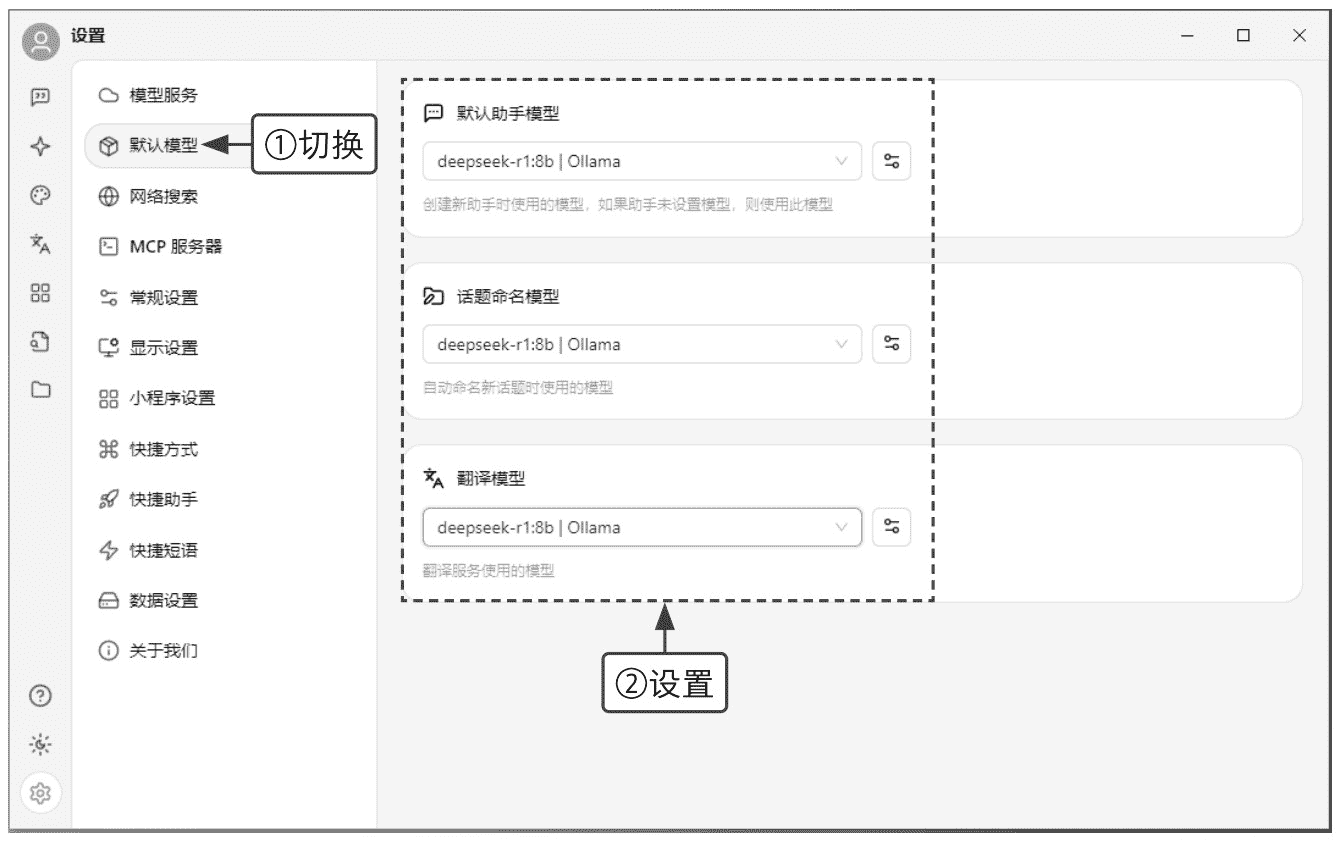 设置
模型服务
默认模型
①切换
网络搜索
MCP 服务器
常规设置
显示设置
小程序设置
快捷方式
快捷助手
快捷短语
数据设置
关于我们
默认助手模型
deepseek-r1:8b | Ollama
创建新助手时使用的模型，如果助手未设置模型，则使用此模型
话题命名模型
deepseek-r1:8b | Ollama
自动命名新话题时使用的模型
翻译模型
deepseek-r1:8b | Ollama
翻译服务使用的模型
②设置